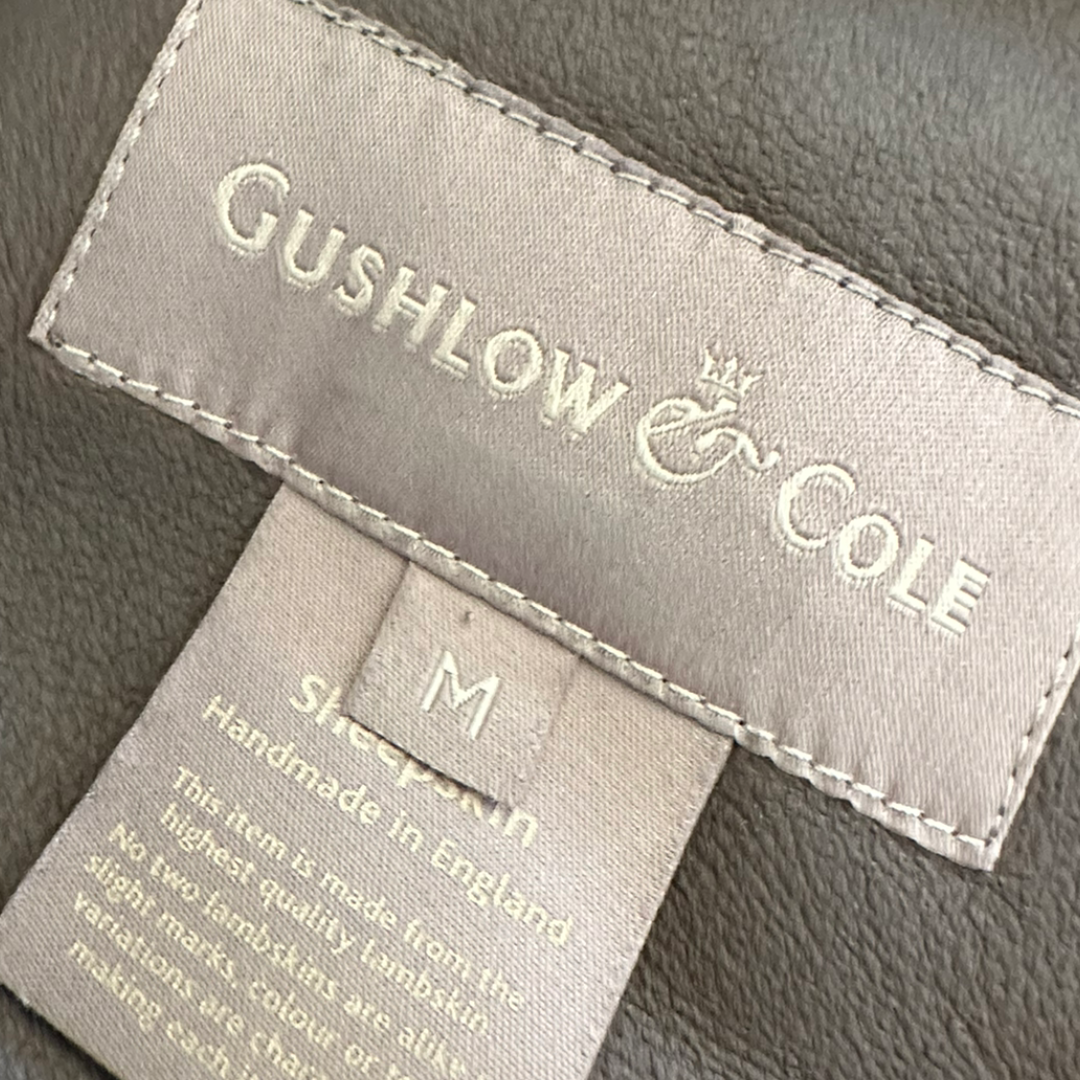 GUSHLOW & COLE
M
Sheepskin
Handmade in England
This item is made from the
highest quality lambskin.
No two lambskins are alike
slight marks, colour or
variations are
making each